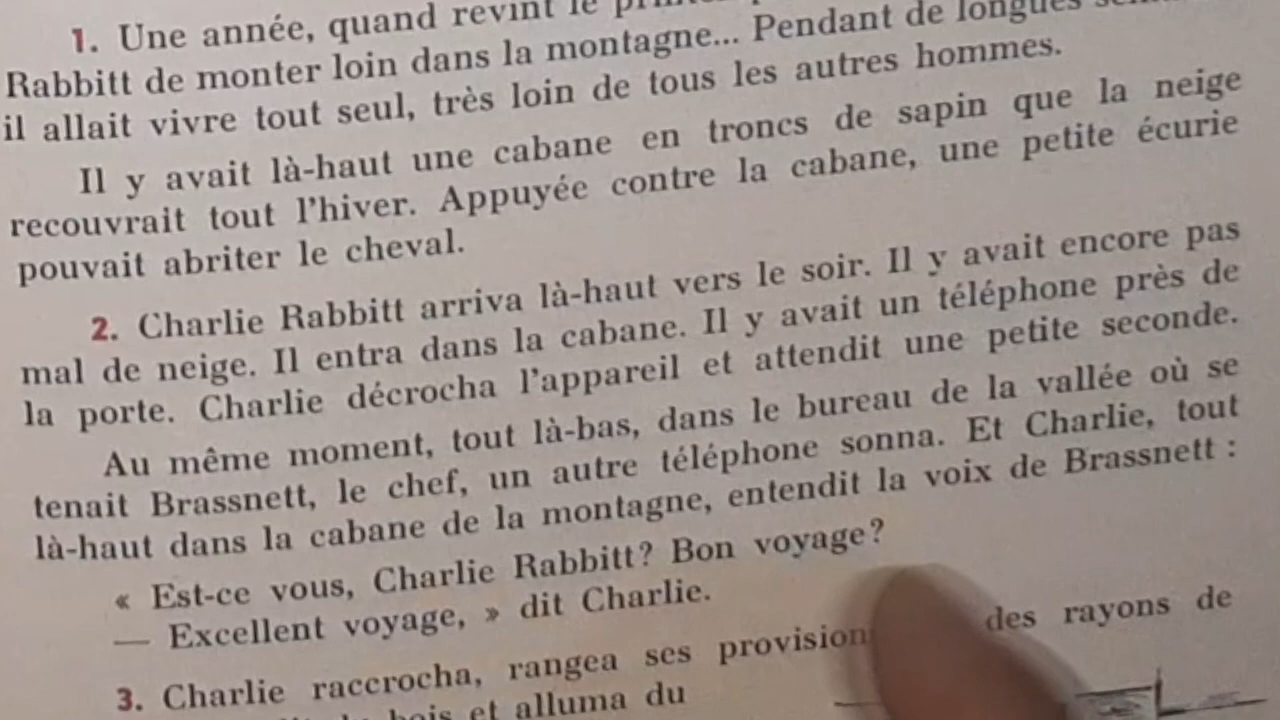 1. Une année, quand revint le
Rabbitt de monter loin dans la montagne... Pendant de longues
il allait vivre tout seul, très loin de tous les autres hommes.
Il y avait là-haut une cabane en troncs de sapin que la neige
recouvrait tout l'hiver. Appuyée contre la cabane, une petite écurie
pouvait abriter le cheval.
2. Charlie Rabbitt arriva là-haut vers le soir. Il y avait encore pas
mal de neige. Il entra dans la cabane. Il y avait un téléphone près de
la porte. Charlie décrocha l'appareil et attendit une petite seconde.
Au même moment, tout là-bas, dans le bureau de la vallée où se
tenait Brassnett, le chef, un autre téléphone sonna. Et Charlie, tout
là-haut dans la cabane de la montagne, entendit la voix de Brassnett :
« Est-ce vous, Charlie Rabbitt? Bon voyage?
— Excellent voyage, » dit Charlie.
3. Charlie raccrocha, rangea ses provision des rayons de
bois et alluma du